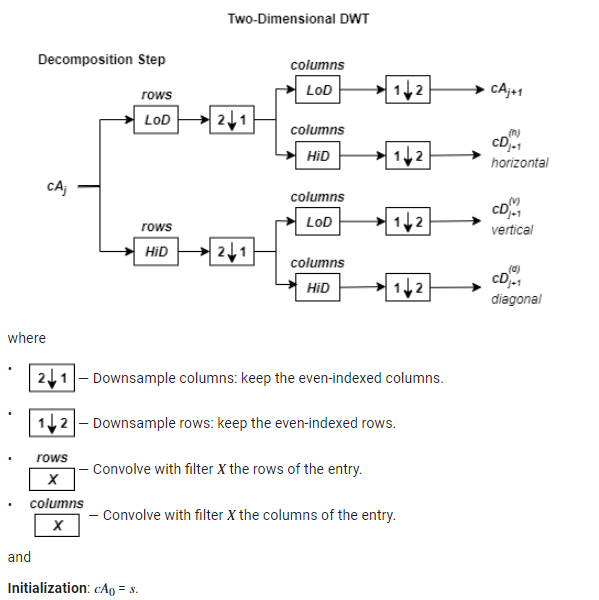 Two-Dimensional DWT
Decomposition Step
columns
rows
LoD
1↓2
cAj+1
LoD
2↓1
columns
HiD
1↓2
cDj+1(h)
horizontal
cAj
columns
rows
LoD
1↓2
cDj+1(v)
vertical
HiD
2↓1
columns
HiD
1↓2
cDj+1(d)
diagonal
where
• 2↓1 – Downsample columns: keep the even-indexed columns.
• 1↓2 – Downsample rows: keep the even-indexed rows.
• rows
X – Convolve with filter X the rows of the entry.
• columns
X – Convolve with filter X the columns of the entry.
and
Initialization: cA0 = s.